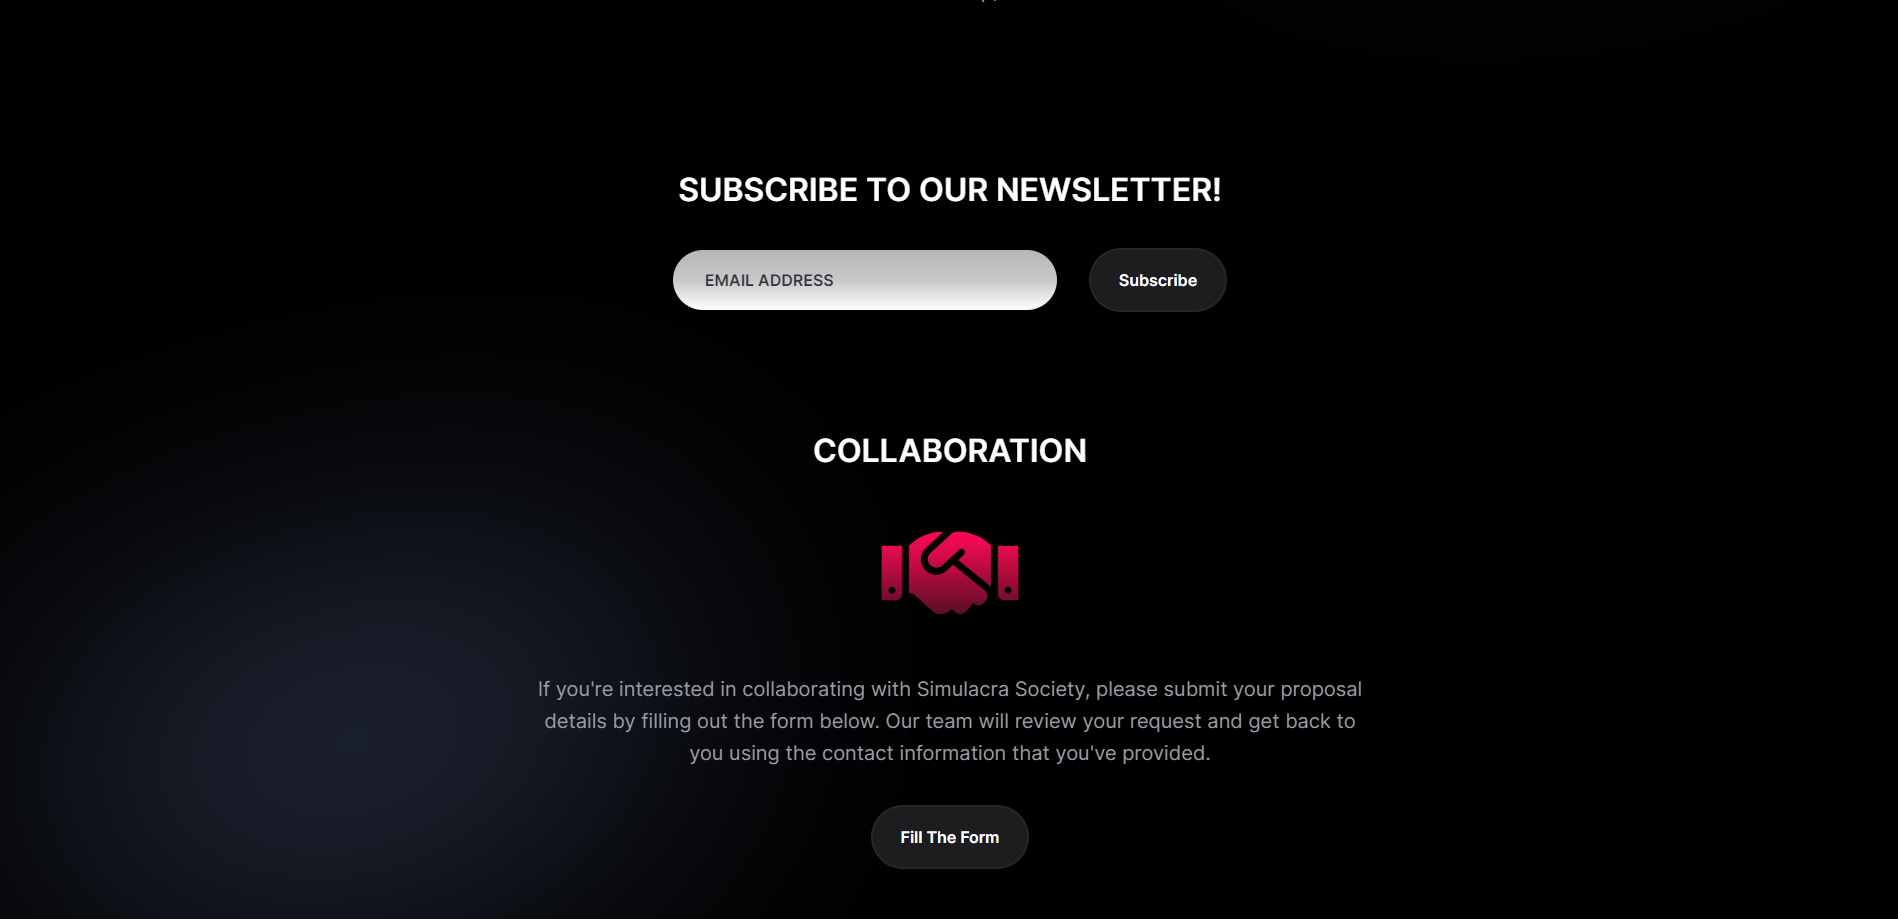 SUBSCRIBE TO OUR NEWSLETTER!
EMAIL ADDRESS
Subscribe
COLLABORATION
If you're interested in collaborating with Simulacra Society, please submit your proposal
details by filling out the form below. Our team will review your request and get back to
you using the contact information that you've provided.
Fill The Form